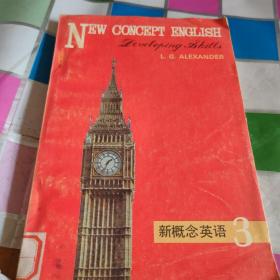 NEW CONCEPT ENGLISH
Developing Skills
L. G. ALEXANDER
新概念英语 3